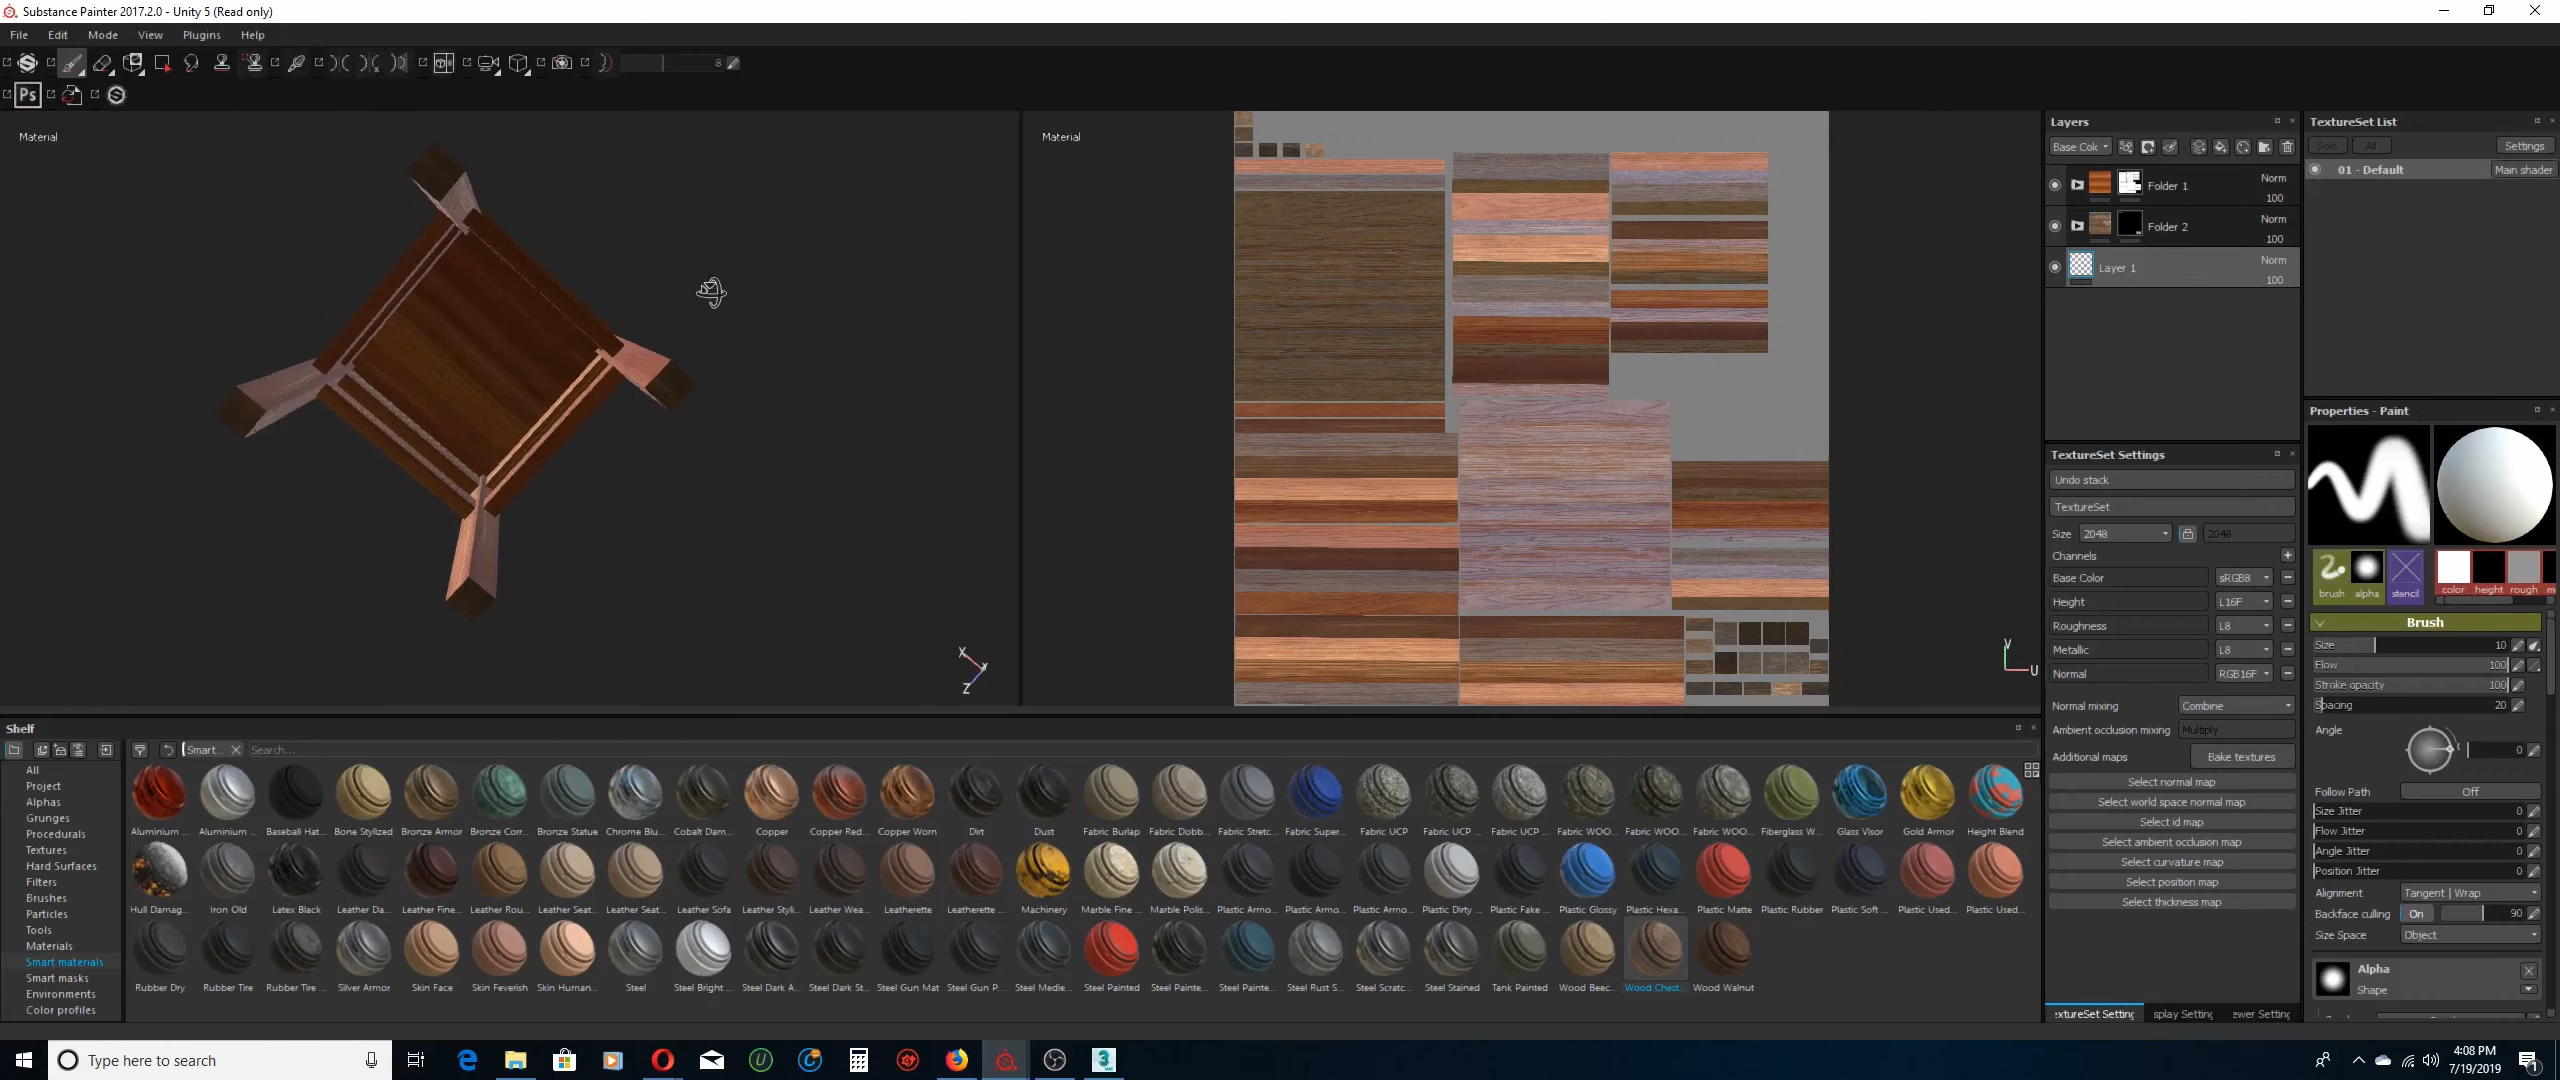 Substance Painter 2017.2.0 - Unity 5 (Read only)
File Edit Mode View Plugins Help
8
Ps
Material
Material
X
Y
Z
V
U
Layers
Base Col
Folder 1 Norm 100
Folder 2 Norm 100
Layer 1 Norm 100
TextureSet List
Solo All Settings
01 - Default Main shader
TextureSet Settings
Undo stack
TextureSet
Size 2048 2048
Channels
Base Color sRGB8
Height L16F
Roughness L8
Metallic L8
Normal RGB16F
Normal mixing Combine
Ambient occlusion mixing Multiply
Additional maps Bake textures
Select normal map
Select world space normal map
Select id map
Select ambient occlusion map
Select curvature map
Select position map
Select thickness map
extureSet Setting splay Setting ewer Setting
Properties - Paint
brush alpha stencil color height rough m
Brush
Size 10
Flow 100
Stroke opacity 100
Spacing 20
Angle 0
Follow Path Off
Size Jitter 0
Flow Jitter 0
Angle Jitter 0
Position Jitter 0
Alignment Tangent | Wrap
Backface culling On 90
Size Space Object
Alpha
Shape
Shelf
Smart... Search...
All
Project
Alphas
Grunges
Procedurals
Textures
Hard Surfaces
Filters
Brushes
Particles
Tools
Materials
Smart materials
Smart masks
Environments
Color profiles
Aluminium ... Aluminium ... Baseball Hat... Bone Stylized Bronze Armor Bronze Corr... Bronze Statue Chrome Blu... Cobalt Dam... Copper Copper Red... Copper Worn Dirt Dust Fabric Burlap Fabric Dobb... Fabric Stretc... Fabric Super... Fabric UCP Fabric UCP ... Fabric UCP ... Fabric WOO... Fabric WOO... Fabric WOO... Fiberglass W... Glass Visor Gold Armor Height Blend
Hull Damag... Iron Old Latex Black Leather Da... Leather Fine... Leather Rou... Leather Seat... Leather Seat... Leather Sofa Leather Styli... Leather Wea... Leatherette Leatherette ... Machinery Marble Fine ... Marble Polis... Plastic Armo... Plastic Armo... Plastic Armo... Plastic Dirty ... Plastic Fake ... Plastic Glossy Plastic Hexa... Plastic Matte Plastic Rubber Plastic Soft ... Plastic Used... Plastic Used...
Rubber Dry Rubber Tire Rubber Tire ... Silver Armor Skin Face Skin Feverish Skin Human... Steel Steel Bright ... Steel Dark A... Steel Dark St... Steel Gun Mat Steel Gun P... Steel Medie... Steel Painted Steel Painte... Steel Painte... Steel Rust S... Steel Scratc... Steel Stained Tank Painted Wood Beec... Wood Chest... Wood Walnut
Type here to search
4:08 PM
7/19/2019